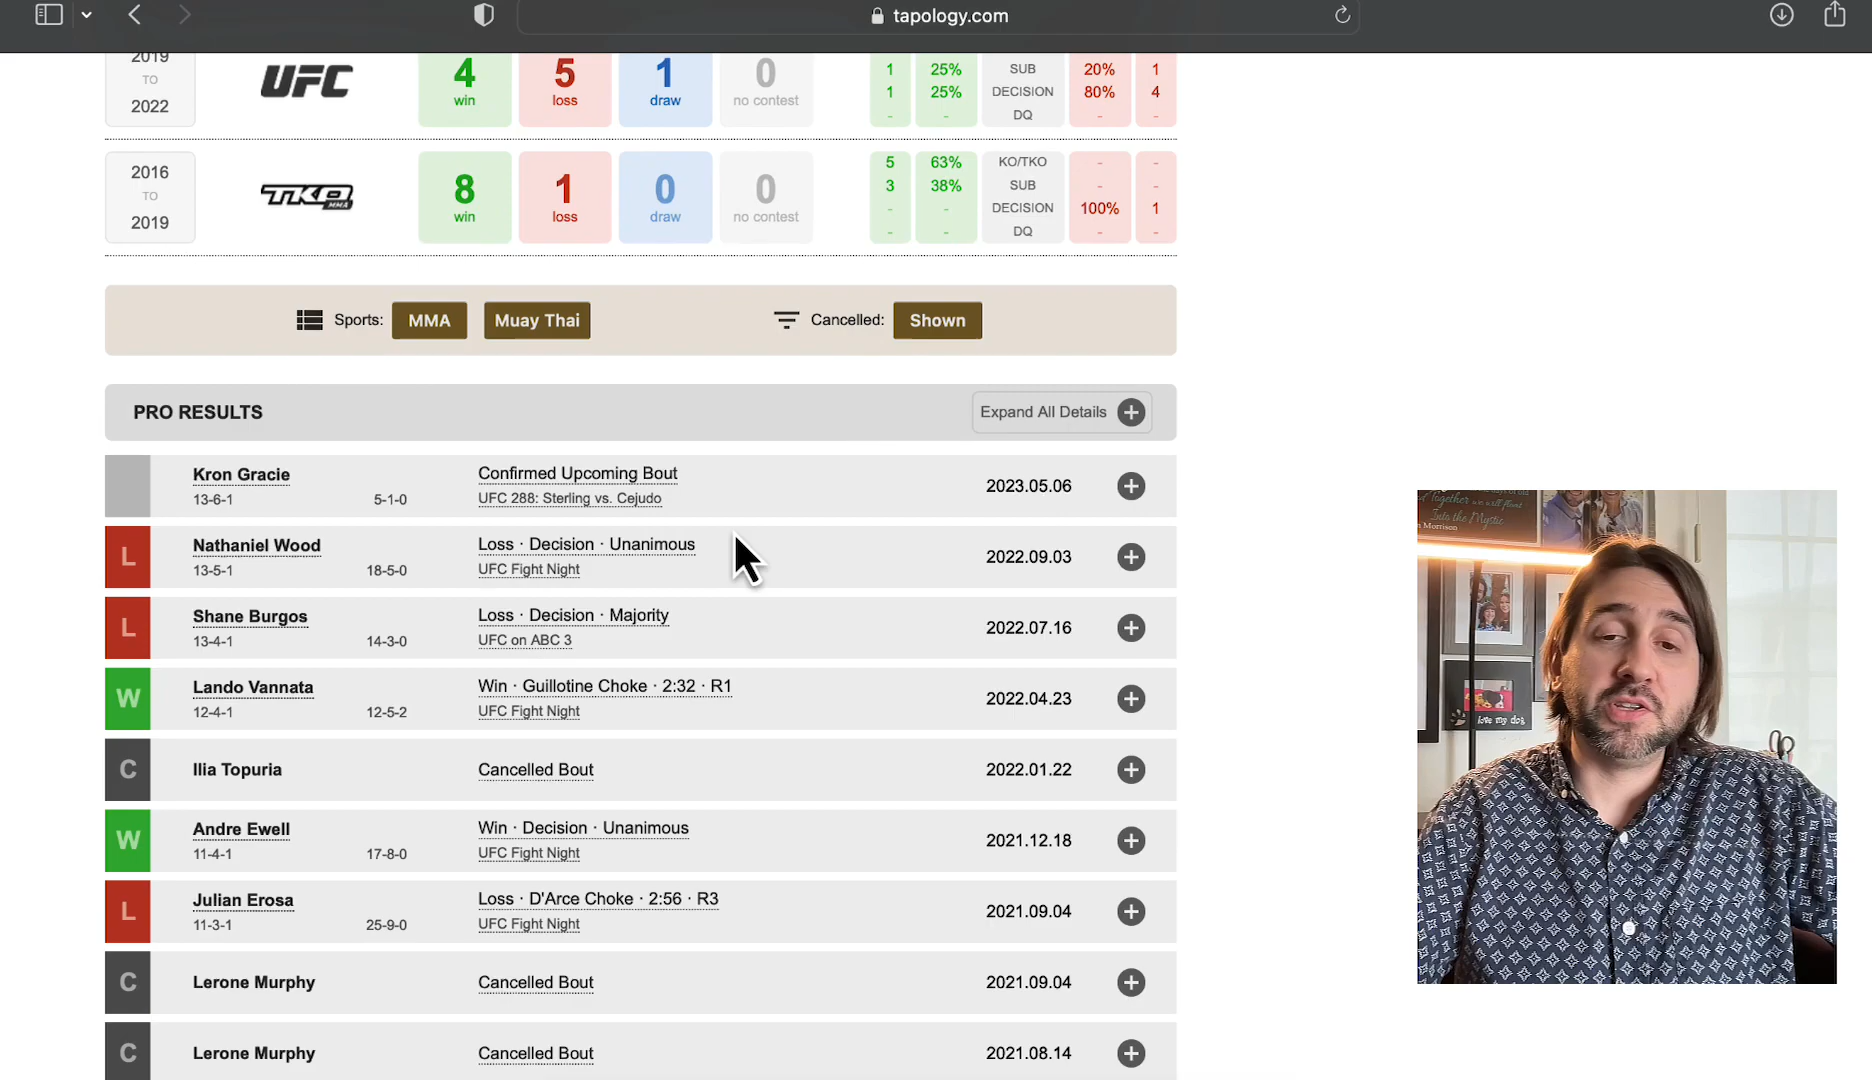 tapology.com
2019
TO
2022
UFC
4
win
5
loss
1
draw
0
no contest
1 25% SUB 20% 1
1 25% DECISION 80% 4
- - DQ - -
2016
TO
2019
TKO
MMA
8
win
1
loss
0
draw
0
no contest
5 63% KO/TKO - -
3 38% SUB - -
- - DECISION 100% 1
- - DQ - -
Sports: MMA Muay Thai Cancelled: Shown
PRO RESULTS Expand All Details
Kron Gracie Confirmed Upcoming Bout 2023.05.06
13-6-1 5-1-0 UFC 288: Sterling vs. Cejudo
L Nathaniel Wood Loss · Decision · Unanimous 2022.09.03
13-5-1 18-5-0 UFC Fight Night
L Shane Burgos Loss · Decision · Majority 2022.07.16
13-4-1 14-3-0 UFC on ABC 3
W Lando Vannata Win · Guillotine Choke · 2:32 · R1 2022.04.23
12-4-1 12-5-2 UFC Fight Night
C Ilia Topuria Cancelled Bout 2022.01.22
W Andre Ewell Win · Decision · Unanimous 2021.12.18
11-4-1 17-8-0 UFC Fight Night
L Julian Erosa Loss · D'Arce Choke · 2:56 · R3 2021.09.04
11-3-1 25-9-0 UFC Fight Night
C Lerone Murphy Cancelled Bout 2021.09.04
C Lerone Murphy Cancelled Bout 2021.08.14
Together
Into the Mystic
Morrison
love my dog